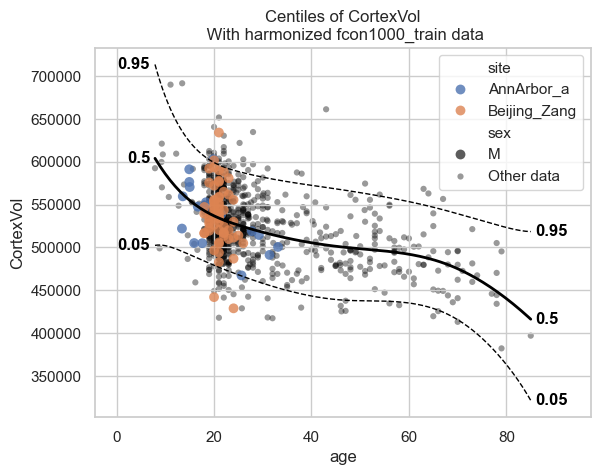 Centiles of CortexVol
With harmonized fcon1000_train data
CortexVol
700000
650000
600000
550000
500000
450000
400000
350000
0.95
0.5
0.05
0.95
0.5
0.05
site
AnnArbor_a
Beijing_Zang
sex
M
Other data
0 20 40 60 80
age